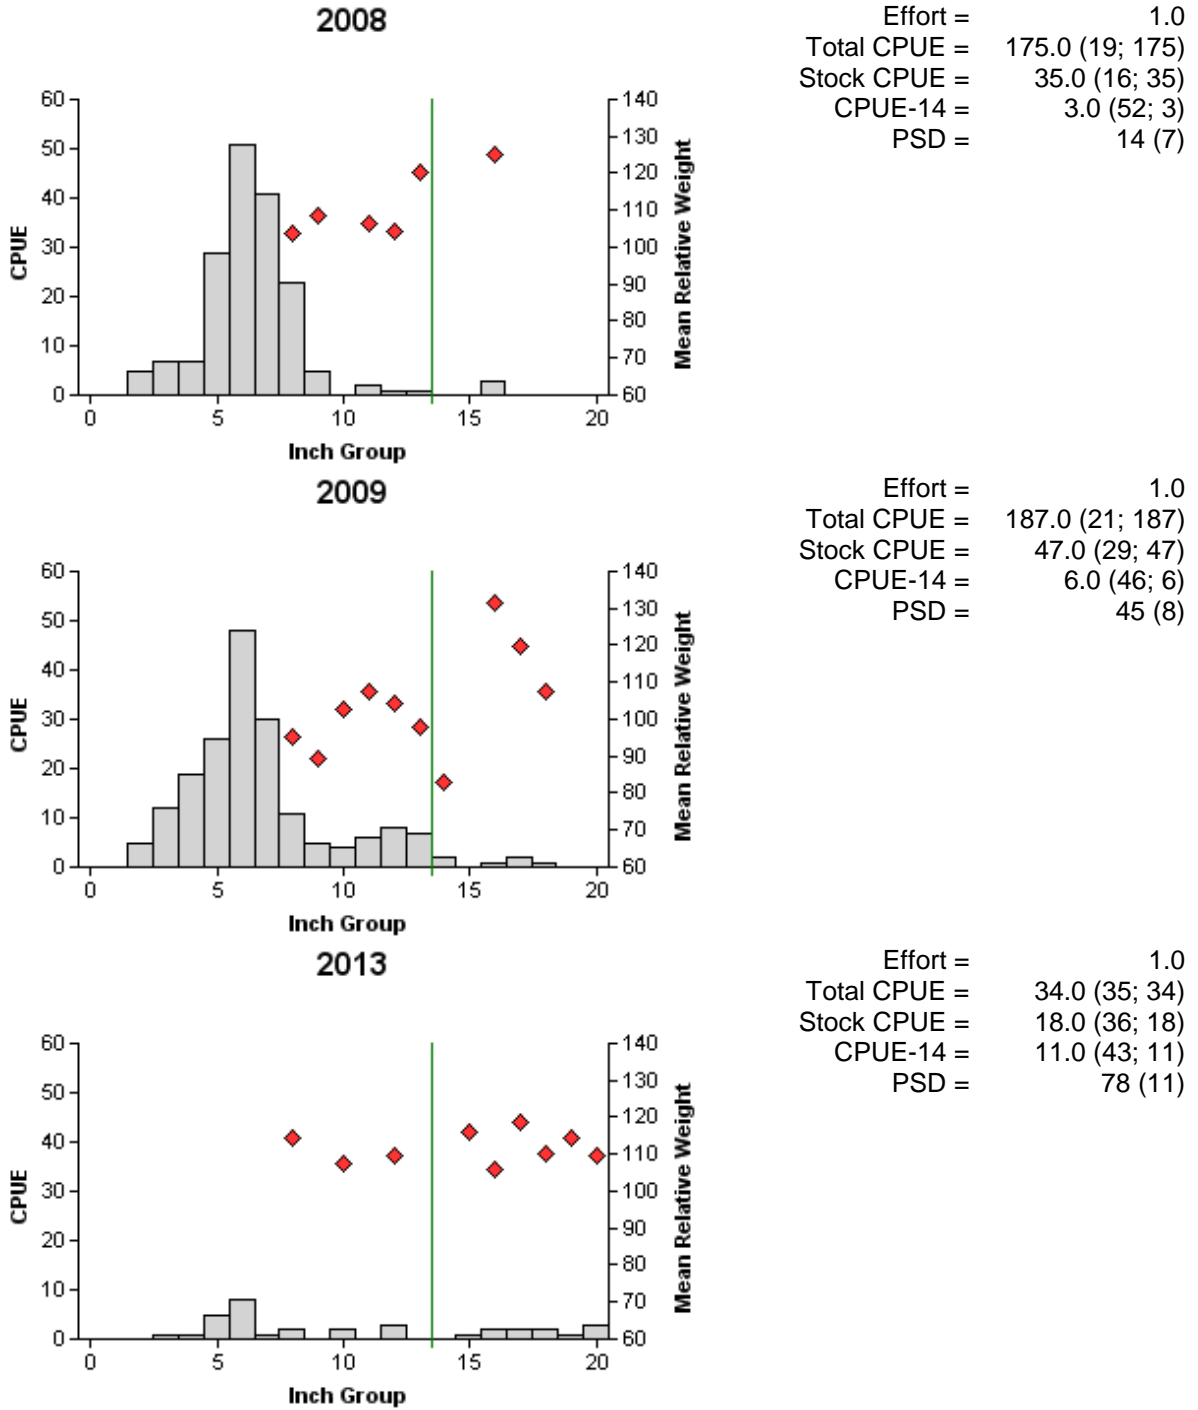 2008
Effort = 1.0
Total CPUE = 175.0 (19; 175)
Stock CPUE = 35.0 (16; 35)
CPUE-14 = 3.0 (52; 3)
PSD = 14 (7)
60
50
40
30
20
10
0
CPUE
140
130
120
110
100
90
80
70
60
Mean Relative Weight
0 5 10 15 20
Inch Group
2009
Effort = 1.0
Total CPUE = 187.0 (21; 187)
Stock CPUE = 47.0 (29; 47)
CPUE-14 = 6.0 (46; 6)
PSD = 45 (8)
60
50
40
30
20
10
0
CPUE
140
130
120
110
100
90
80
70
60
Mean Relative Weight
0 5 10 15 20
Inch Group
2013
Effort = 1.0
Total CPUE = 34.0 (35; 34)
Stock CPUE = 18.0 (36; 18)
CPUE-14 = 11.0 (43; 11)
PSD = 78 (11)
60
50
40
30
20
10
0
CPUE
140
130
120
110
100
90
80
70
60
Mean Relative Weight
0 5 10 15 20
Inch Group